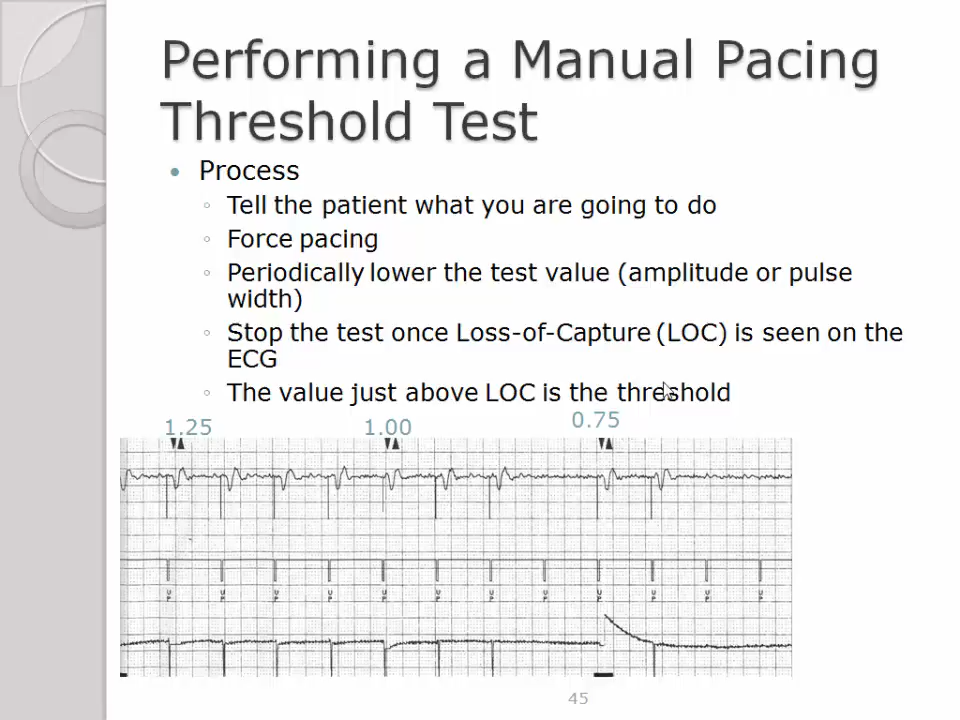 Performing a Manual Pacing
Threshold Test
Process
Tell the patient what you are going to do
Force pacing
Periodically lower the test value (amplitude or pulse
width)
Stop the test once Loss-of-Capture (LOC) is seen on the
ECG
The value just above LOC is the threshold
1.25 1.00 0.75
45